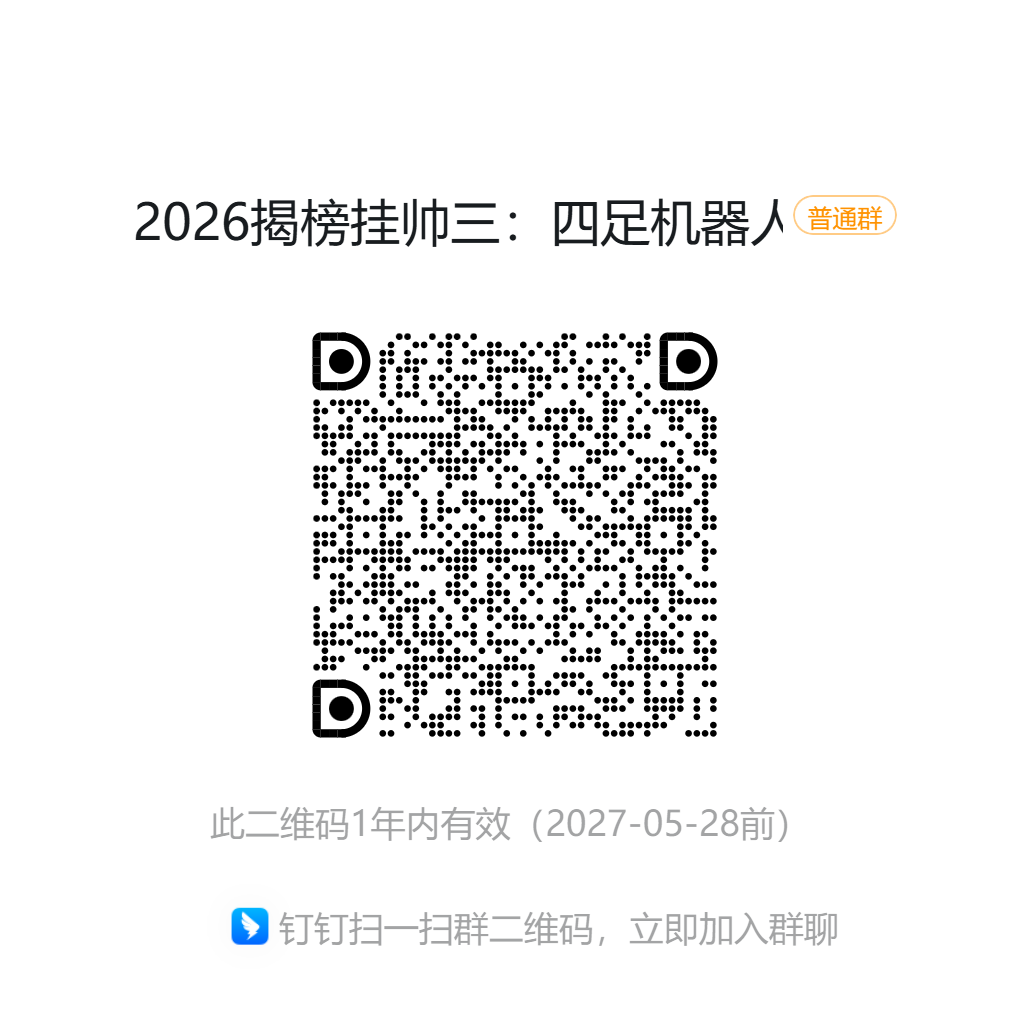 2026揭榜挂帅三：四足机器人
普通群
此二维码1年内有效（2027-05-28前）
钉钉扫一扫群二维码，立即加入群聊